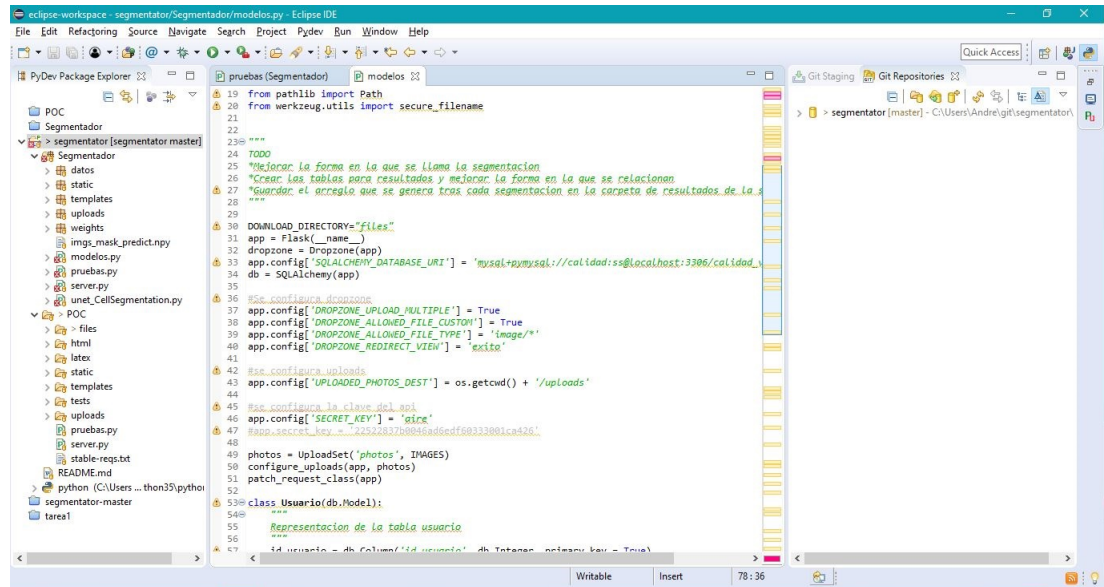 eclipse-workspace - segmentator/Segmentador/modelos.py - Eclipse IDE
File Edit Refactoring Source Navigate Search Project Pydev Run Window Help
Quick Access
PyDev Package Explorer
POC
Segmentador
> segmentator [segmentator master]
Segmentador
datos
static
templates
uploads
weights
imgs_mask_predict.npy
modelos.py
pruebas.py
server.py
unet_CellSegmentation.py
> POC
> files
html
latex
static
templates
tests
uploads
pruebas.py
server.py
stable-reqs.txt
README.md
python (C:\Users ... thon35\pythoı
segmentator-master
tarea1
pruebas (Segmentador) modelos
19 from pathlib import Path
20 from werkzeug.utils import secure_filename
21
22
23 """
24 TODO
25 *Mejorar la forma en la que se llama la segmentacion
26 *Crear las tablas para resultados y mejorar la forma en la que se relacionan
27 *Guardar el arreglo que se genera tras cada segmentacion en la carpeta de resultados de la s
28 """
29
30 DOWNLOAD_DIRECTORY="files"
31 app = Flask(__name__)
32 dropzone = Dropzone(app)
33 app.config['SQLALCHEMY_DATABASE_URI'] = 'mysql+pymysql://calidad:ss@localhost:3306/calidad_v
34 db = SQLAlchemy(app)
35
36 #Se configura dropzone
37 app.config['DROPZONE_UPLOAD_MULTIPLE'] = True
38 app.config['DROPZONE_ALLOWED_FILE_CUSTOM'] = True
39 app.config['DROPZONE_ALLOWED_FILE_TYPE'] = 'image/*'
40 app.config['DROPZONE_REDIRECT_VIEW'] = 'exito'
41
42 #se configura uploads
43 app.config['UPLOADED_PHOTOS_DEST'] = os.getcwd() + '/uploads'
44
45 #se configura la clave del api
46 app.config['SECRET_KEY'] = 'aire'
47 #app.secret_key = '22522837b0046ad6edf60333001ca426'
48
49 photos = UploadSet('photos', IMAGES)
50 configure_uploads(app, photos)
51 patch_request_class(app)
52
53 class Usuario(db.Model):
54 """
55 Representacion de la tabla usuario
56 """
57 id_usuario = db.Column('id_usuario', db.Integer, primary_key = True)
Git Staging Git Repositories
> segmentator [master] - C:\Users\Andre\git\segmentator\
Writable Insert 78 : 36